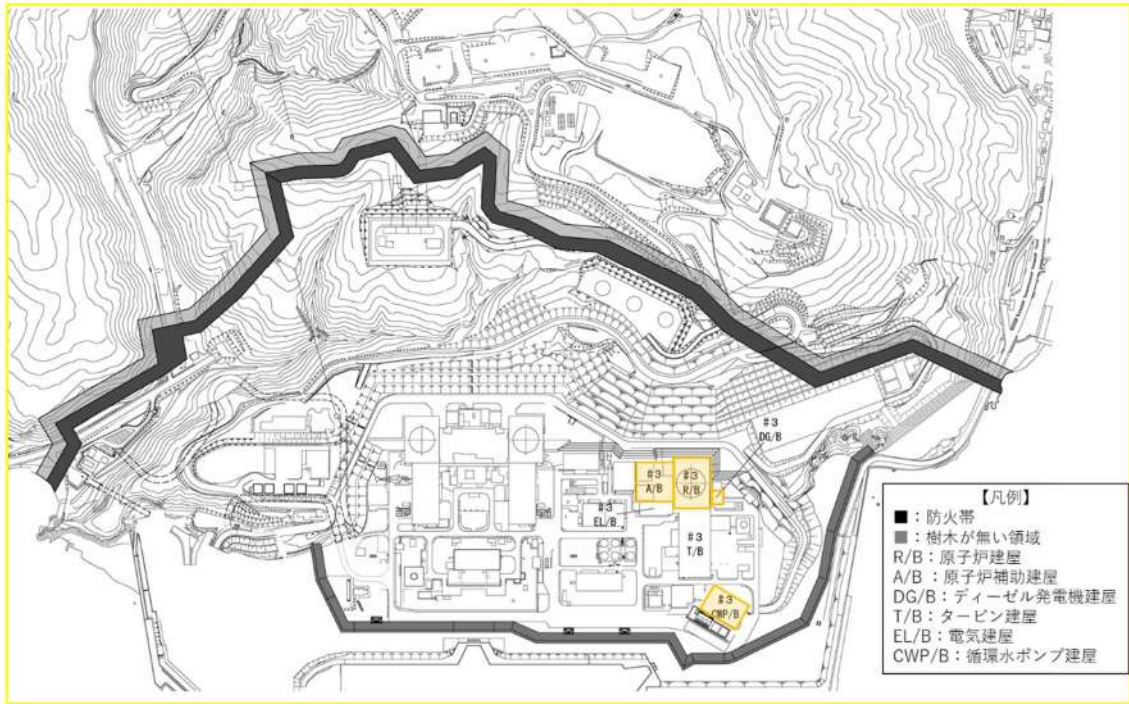 #3
DG/B
#3
A/B
#3
R/B
#3
EL/B
#3
T/B
#3
CWP/B
【凡例】
■:防火帯
■:樹木が無い領域
R/B:原子炉建屋
A/B:原子炉補助建屋
DG/B:ディーゼル発電機建屋
T/B:タービン建屋
EL/B:電気建屋
CWP/B:循環水ポンプ建屋